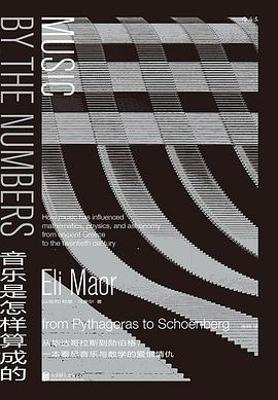 MUSIC
BY THE NUMBERS
音乐是怎样算成的
How music has influenced
mathematics, physics, and astronomy
from ancient Greece
to the twentieth century
Eli Maor
from Pythagoras to Schoenberg
从毕达哥拉斯到勋伯格
一本奏尽音乐与数学的爱恨情仇